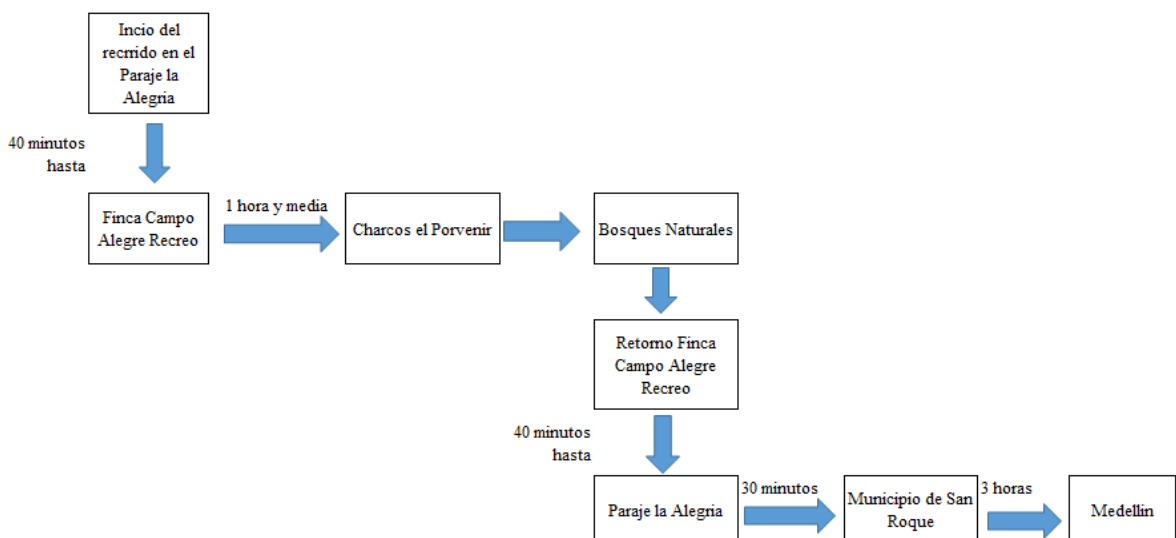 Incio del
recrrido en el
Paraje la
Alegria
40 minutos
hasta
Finca Campo
Alegre Recreo
1 hora y media
Charcos el Porvenir
Bosques Naturales
Retorno Finca
Campo Alegre
Recreo
40 minutos
hasta
Paraje la Alegria
30 minutos
Municipio de San
Roque
3 horas
Medellin